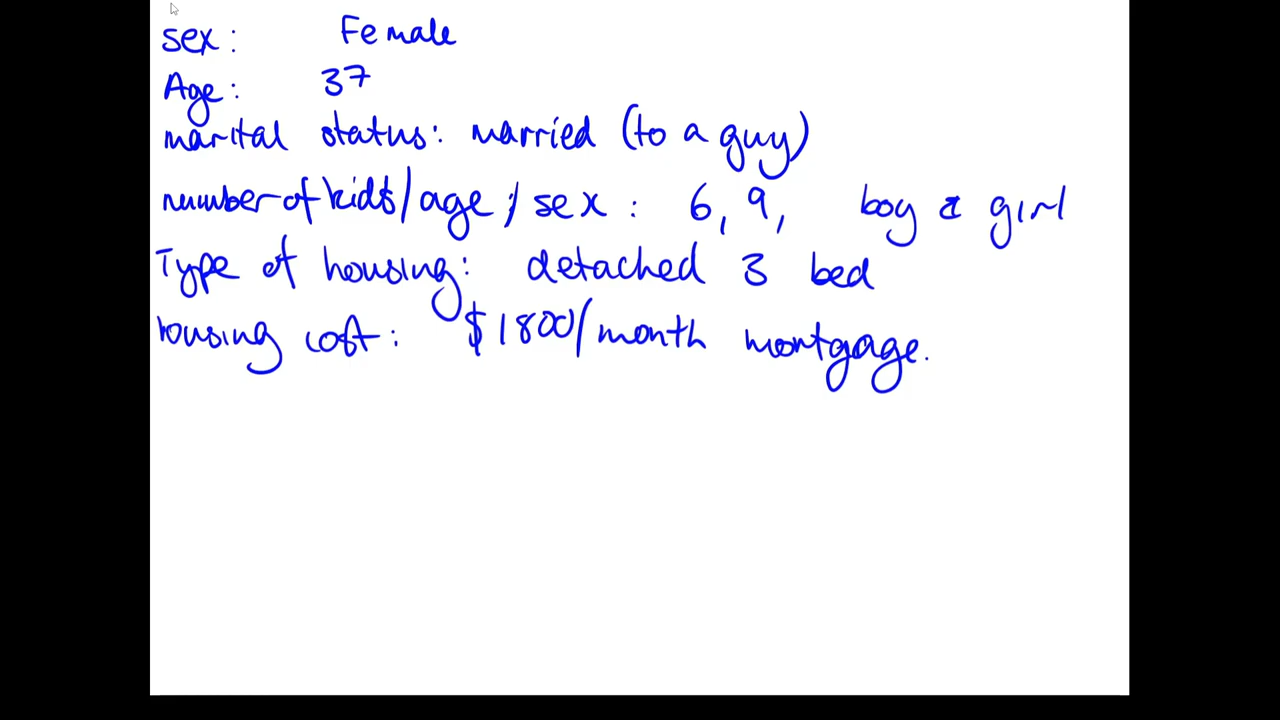 sex: Female
Age: 37
marital status: married (to a guy)
number of kids/age/sex: 6, 9, boy & girl
Type of housing: detached 3 bed
housing cost: $1800/month mortgage.